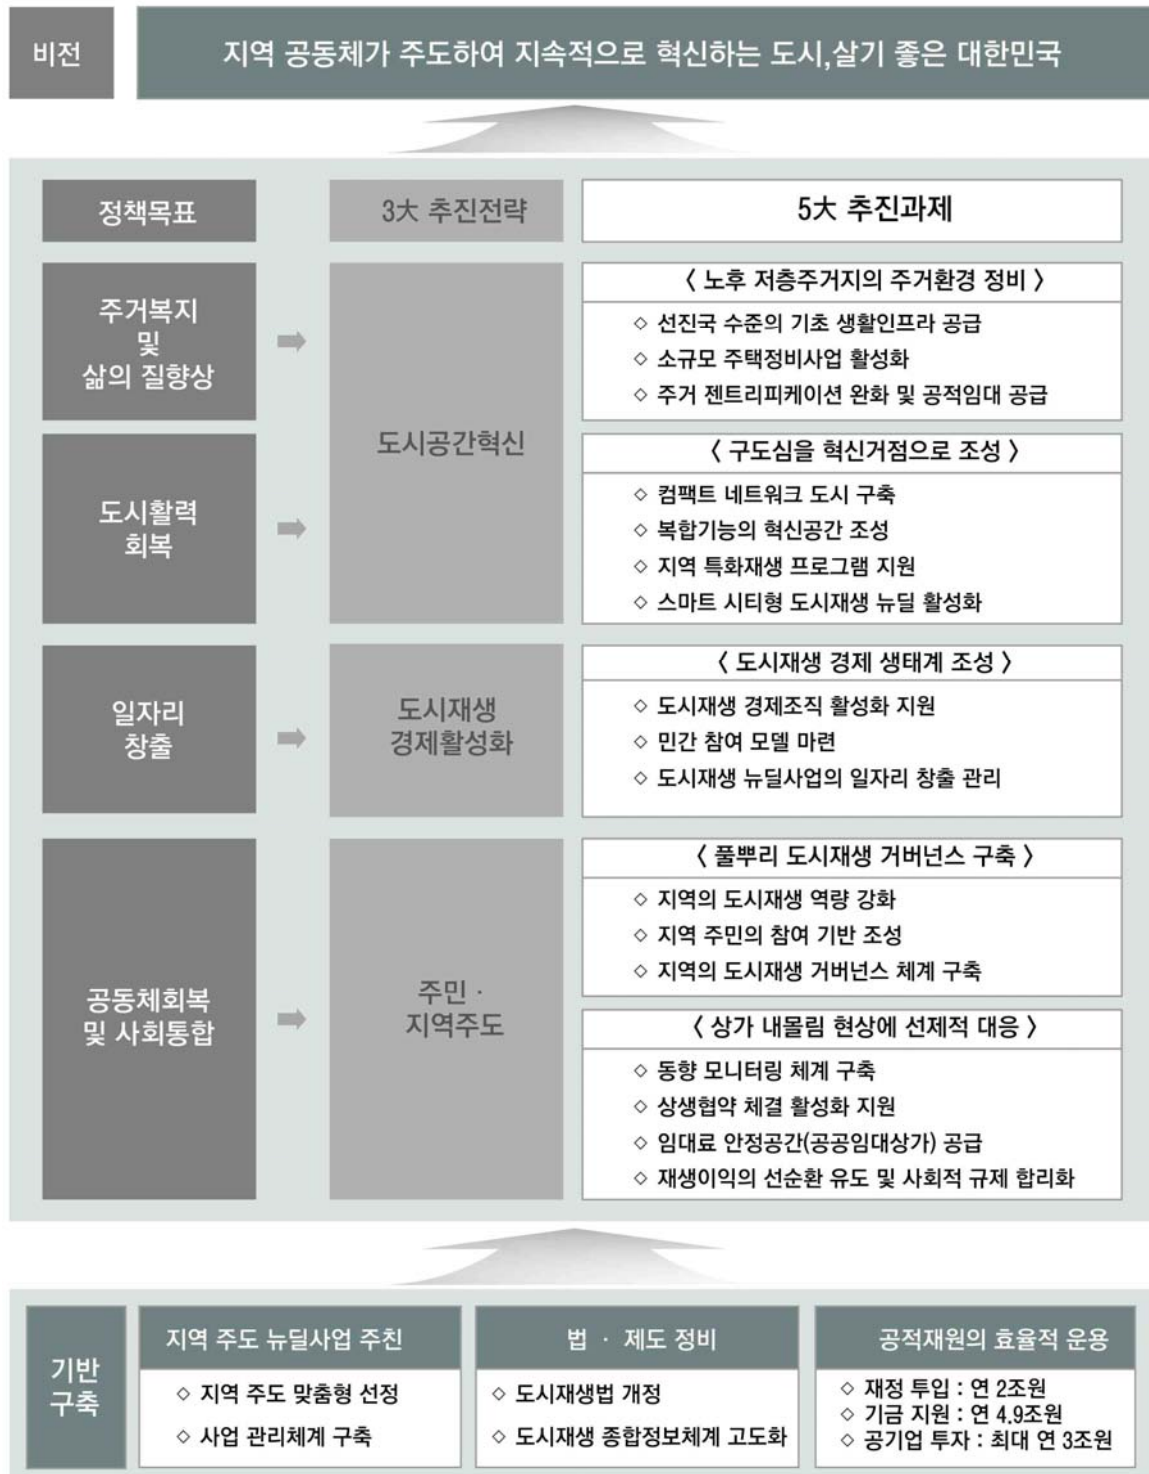 비전
지역 공동체가 주도하여 지속적으로 혁신하는 도시,살기 좋은 대한민국
정책목표
3大 추진전략
5大 추진과제
주거복지
및
삶의 질향상
도시활력
회복
도시공간혁신
〈 노후 저층주거지의 주거환경 정비 〉
◇ 선진국 수준의 기초 생활인프라 공급
◇ 소규모 주택정비사업 활성화
◇ 주거 젠트리피케이션 완화 및 공적임대 공급
〈 구도심을 혁신거점으로 조성 〉
◇ 컴팩트 네트워크 도시 구축
◇ 복합기능의 혁신공간 조성
◇ 지역 특화재생 프로그램 지원
◇ 스마트 시티형 도시재생 뉴딜 활성화
일자리
창출
도시재생
경제활성화
〈 도시재생 경제 생태계 조성 〉
◇ 도시재생 경제조직 활성화 지원
◇ 민간 참여 모델 마련
◇ 도시재생 뉴딜사업의 일자리 창출 관리
공동체회복
및 사회통합
주민 ·
지역주도
〈 풀뿌리 도시재생 거버넌스 구축 〉
◇ 지역의 도시재생 역량 강화
◇ 지역 주민의 참여 기반 조성
◇ 지역의 도시재생 거버넌스 체계 구축
〈 상가 내몰림 현상에 선제적 대응 〉
◇ 동향 모니터링 체계 구축
◇ 상생협약 체결 활성화 지원
◇ 임대료 안정공간(공공임대상가) 공급
◇ 재생이익의 선순환 유도 및 사회적 규제 합리화
기반
구축
지역 주도 뉴딜사업 추친
◇ 지역 주도 맞춤형 선정
◇ 사업 관리체계 구축
법 · 제도 정비
◇ 도시재생법 개정
◇ 도시재생 종합정보체계 고도화
공적재원의 효율적 운용
◇ 재정 투입 : 연 2조원
◇ 기금 지원 : 연 4.9조원
◇ 공기업 투자 : 최대 연 3조원